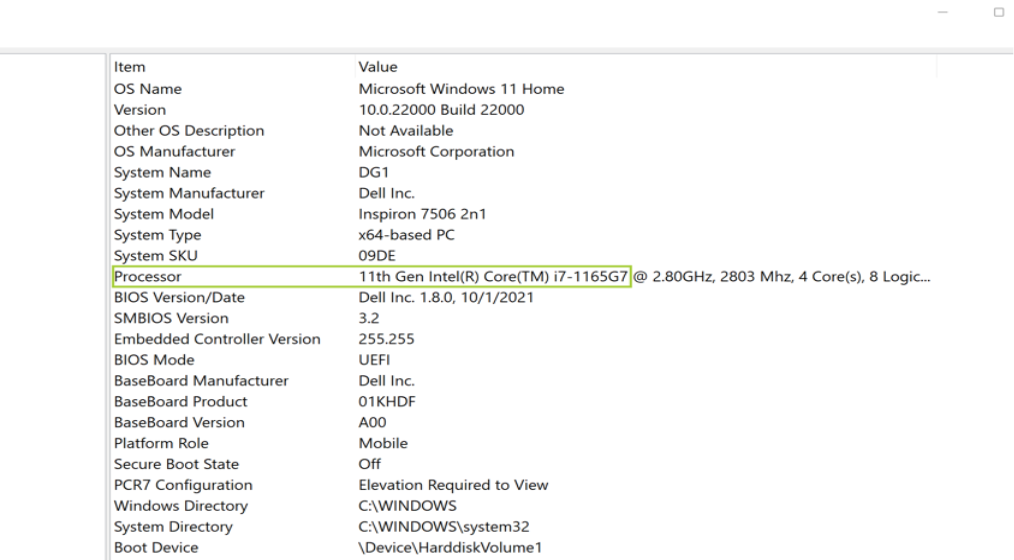 Item Value
OS Name Microsoft Windows 11 Home
Version 10.0.22000 Build 22000
Other OS Description Not Available
OS Manufacturer Microsoft Corporation
System Name DG1
System Manufacturer Dell Inc.
System Model Inspiron 7506 2n1
System Type x64-based PC
System SKU 09DE
Processor 11th Gen Intel(R) Core(TM) i7-1165G7 @ 2.80GHz, 2803 Mhz, 4 Core(s), 8 Logic...
BIOS Version/Date Dell Inc. 1.8.0, 10/1/2021
SMBIOS Version 3.2
Embedded Controller Version 255.255
BIOS Mode UEFI
BaseBoard Manufacturer Dell Inc.
BaseBoard Product 01KHDF
BaseBoard Version A00
Platform Role Mobile
Secure Boot State Off
PCR7 Configuration Elevation Required to View
Windows Directory C:\WINDOWS
System Directory C:\WINDOWS\system32
Boot Device \Device\HarddiskVolume1